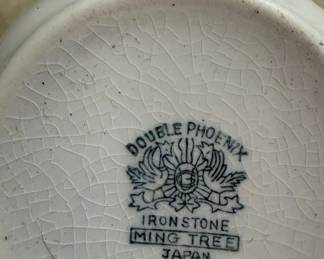 DOUBLE PHOENIX
IRONSTONE
MING TREE
JAPAN